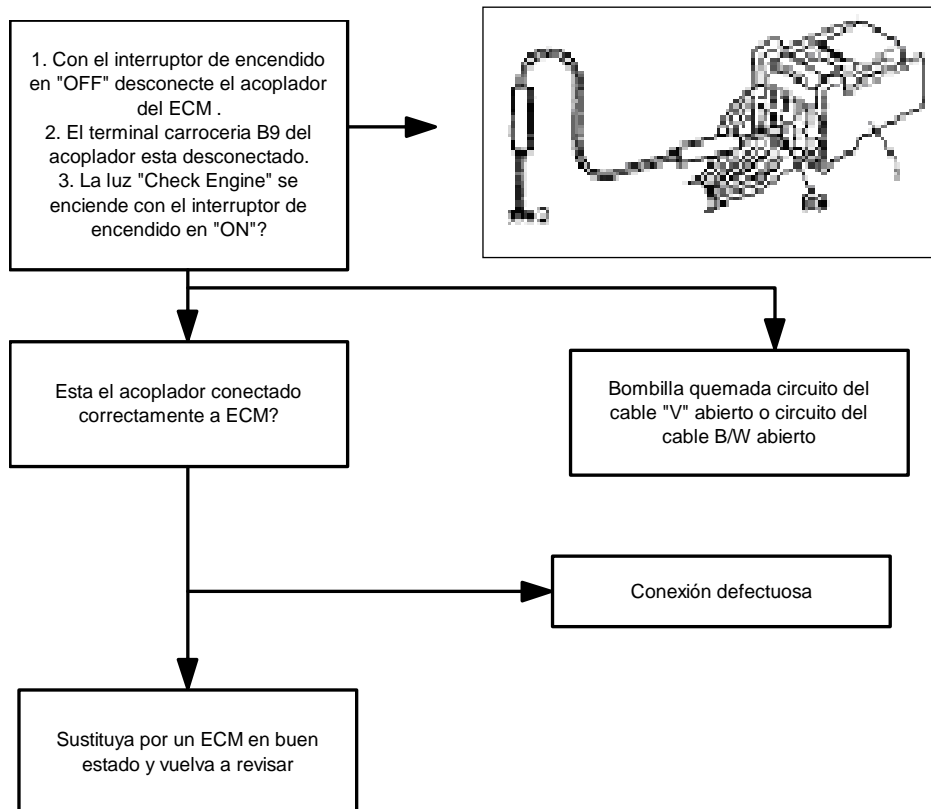 1. Con el interruptor de encendido
en "OFF" desconecte el acoplador
del ECM .
2. El terminal carroceria B9 del
acoplador esta desconectado.
3. La luz "Check Engine" se
enciende con el interruptor de
encendido en "ON"?
Esta el acoplador conectado
correctamente a ECM?
Bombilla quemada circuito del
cable "V" abierto o circuito del
cable B/W abierto
Conexión defectuosa
Sustituya por un ECM en buen
estado y vuelva a revisar